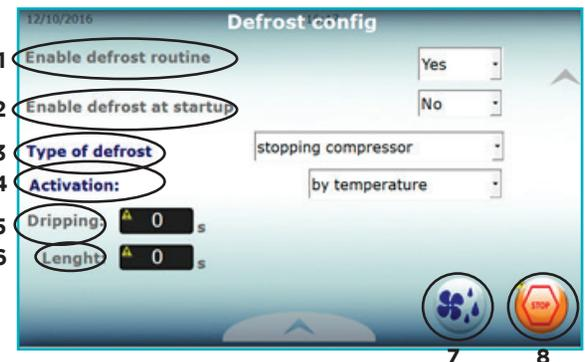 12/10/2016
Defrost config
1 Enable defrost routine Yes
2 Enable defrost at startup No
3 Type of defrost stopping compressor
4 Activation: by temperature
5 Dripping: 0 s
6 Lenght: 0 s
STOP
7 8